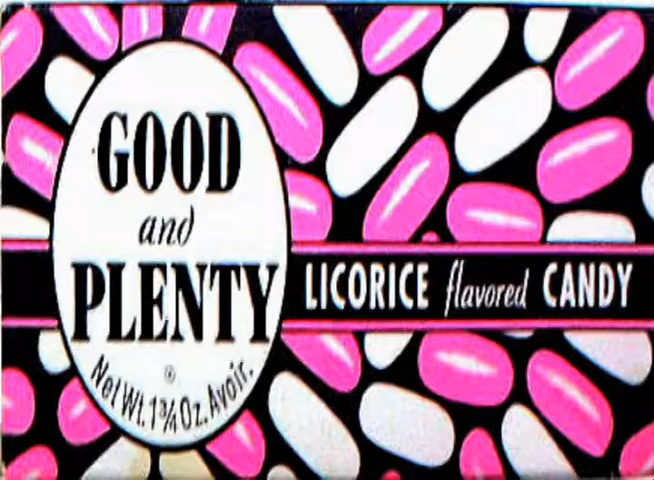 GOOD
and
PLENTY
LICORICE flavored CANDY
®
Net Wt. 1¾ Oz. Avoir.